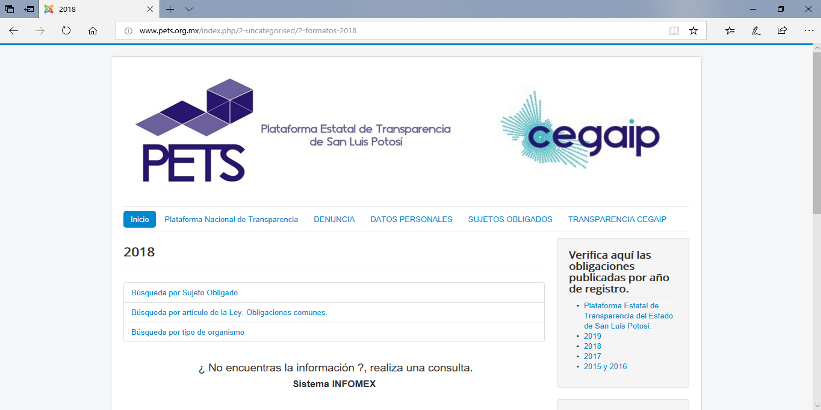 2018
www.pets.org.mx/index.php/2-uncategorised/2-formatos-2018
PETS
Plataforma Estatal de Transparencia
de San Luis Potosí
cegaip
Inicio
Plataforma Nacional de Transparencia
DENUNCIA
DATOS PERSONALES
SUJETOS OBLIGADOS
TRANSPARENCIA CEGAIP
2018
Búsqueda por Sujeto Obligado
Búsqueda por artículo de la Ley. Obligaciones comunes.
Búsqueda por tipo de organismo
¿ No encuentras la información ?, realiza una consulta.
Sistema INFOMEX
Verifica aquí las
obligaciones
publicadas por año
de registro.
Plataforma Estatal de
Transparencia del Estado
de San Luis Potosí.
2019
2018
2017
2015 y 2016